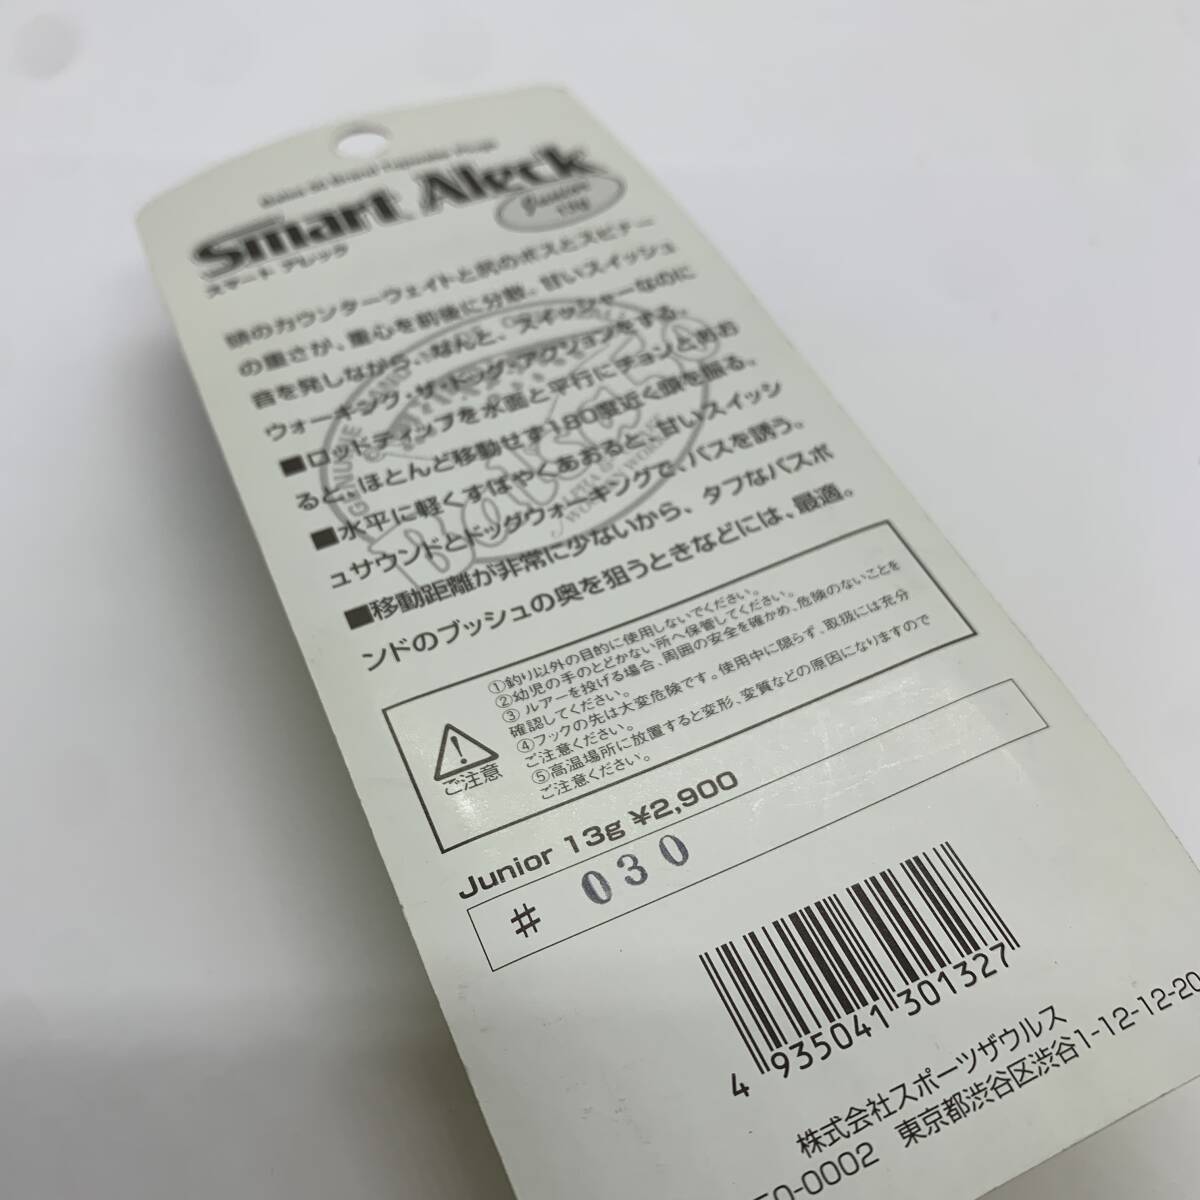 Smart Aleck
Junior
13g
スマート アレック
頭のカウンターウェイトと尻のボスとスピナー
の重さが、重心を前後に分散。甘いスイッシュ
音を発しながら、なんと、スイッシャーなのに
ウォーキング・ザ・ドッグ・アクションをする。
■ロッドティップを水面と平行にチョンとあお
ると、ほとんど移動せず180度近く頭を振る。
■水平に軽くすばやくあおると、甘いスイッシ
ュサウンドとドッグウォーキングで、バスを誘う。
■移動距離が非常に少ないから、タフなバスポ
ンドのブッシュの奥を狙うときなどには、最適。
ご注意
①釣り以外の目的に使用しないでください。
②幼児の手のとどかない所へ保管してください。
③ルアーを投げる場合、周囲の安全を確かめ、危険のないことを
確認してください。
④フックの先は大変危険です。使用中に限らず、取扱には充分
ご注意ください。
⑤高温場所に放置すると変形、変質などの原因になりますので
ご注意ください。
Junior 13g ¥2,900
# 030
4 935041 301327
株式会社スポーツザウルス
50-0002 東京都渋谷区渋谷1-12-12-20